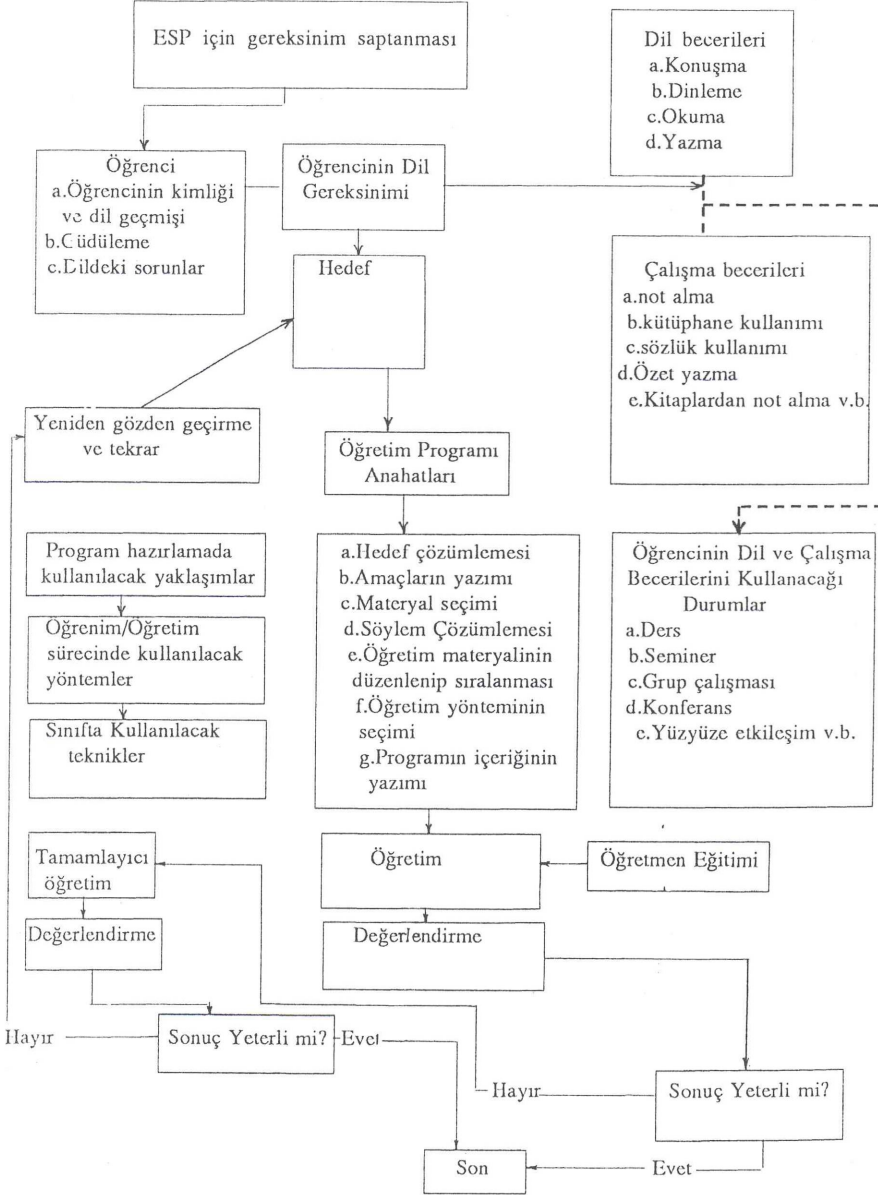 ESP için gereksinim saptanması
Dil becerileri
a.Konuşma
b.Dinleme
c.Okuma
d.Yazma
Öğrenci
a.Öğrencinin kimliği
ve dil geçmişi
b.Güdüleme
c.Dildeki sorunlar
Öğrencinin Dil
Gereksinimi
Hedef
Çalışma becerileri
a.not alma
b.kütüphane kullanımı
c.sözlük kullanımı
d.Özet yazma
e.Kitaplardan not alma v.b.
Yeniden gözden geçirme
ve tekrar
Öğretim Programı
Anahatları
Program hazırlamada
kullanılacak yaklaşımlar
Öğrenim/Öğretim
sürecinde kullanılacak
yöntemler
Sınıfta Kullanılacak
teknikler
a.Hedef çözümlemesi
b.Amaçların yazımı
c.Materyal seçimi
d.Söylem Çözümlemesi
e.Öğretim materyalinin
düzenlenip sıralanması
f.Öğretim yönteminin
seçimi
g.Programın içeriğinin
yazımı
Öğrencinin Dil ve Çalışma
Becerilerini Kullanacağı
Durumlar
a.Ders
b.Seminer
c.Grup çalışması
d.Konferans
e.Yüzyüze etkileşim v.b.
Tamamlayıcı
öğretim
Öğretim
Öğretmen Eğitimi
Değerlendirme
Değerlendirme
Hayır
Sonuç Yeterli mi?
Evet
Hayır
Sonuç Yeterli mi?
Son
Evet